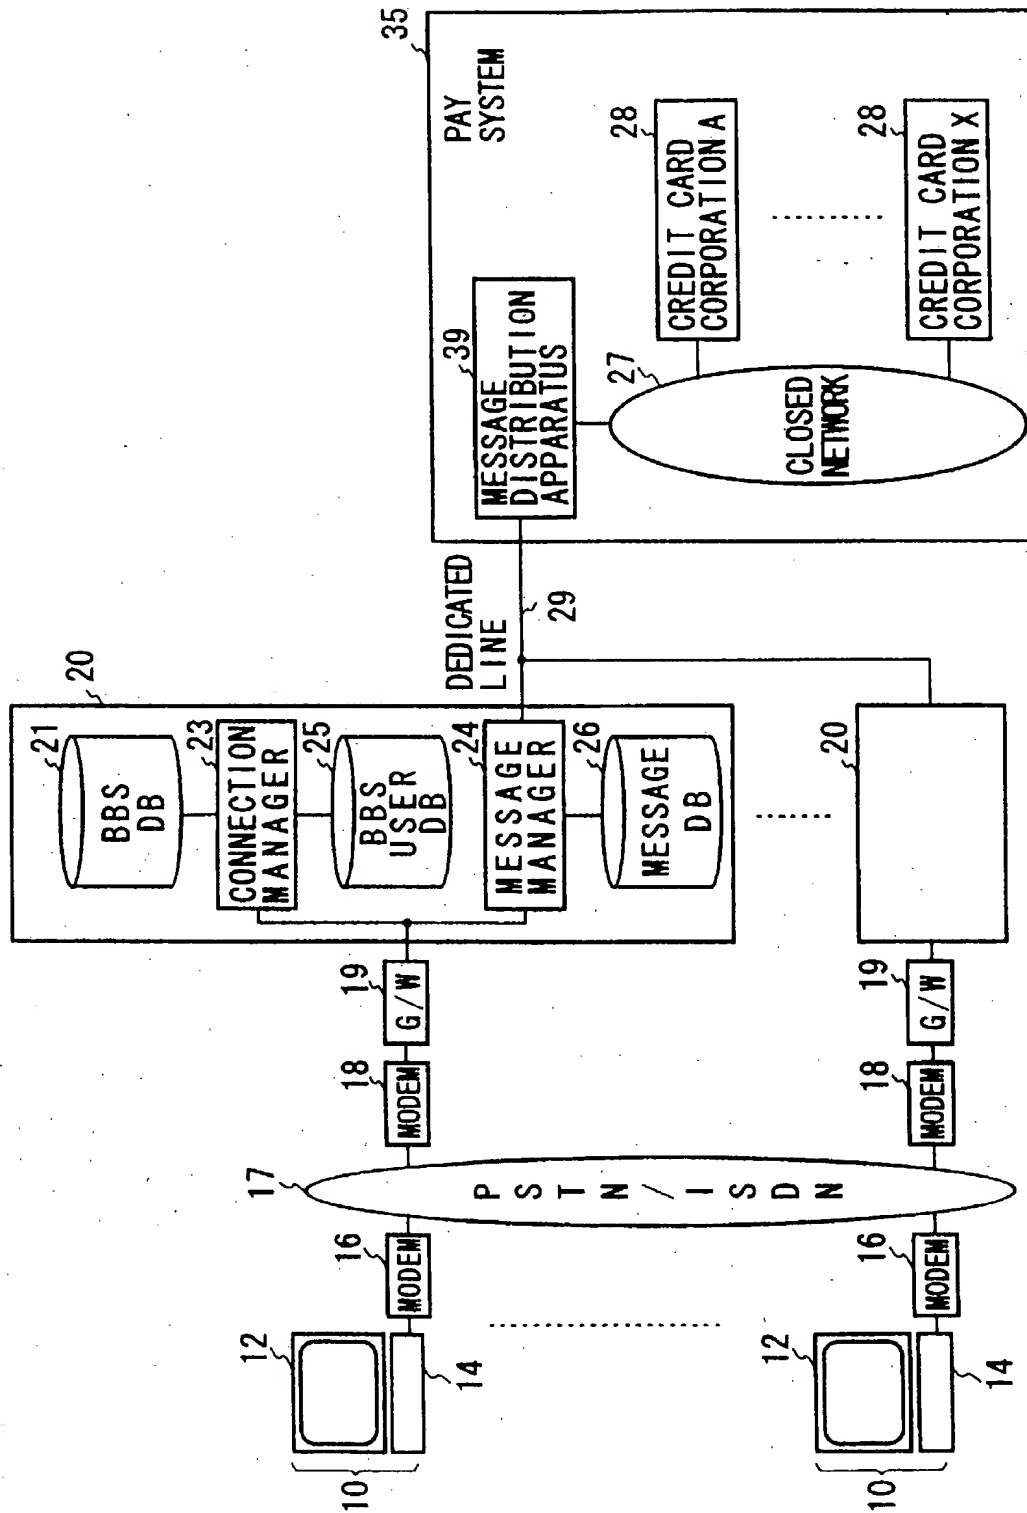 10
12
14
16
MODEM
17
PSTN/ISDN
18
MODEM
19
G/W
20
21
BBS
DB
23
CONNECTION
MANAGER
25
BBS
USER
DB
24
MESSAGE
MANAGER
26
MESSAGE
DB
DEDICATED
LINE
29
35
PAY
SYSTEM
39
MESSAGE
DISTRIBUTION
APPARATUS
27
CLOSED
NETWORK
28
CREDIT CARD
CORPORATION A
28
CREDIT CARD
CORPORATION X
10
12
14
16
MODEM
18
MODEM
19
G/W
20